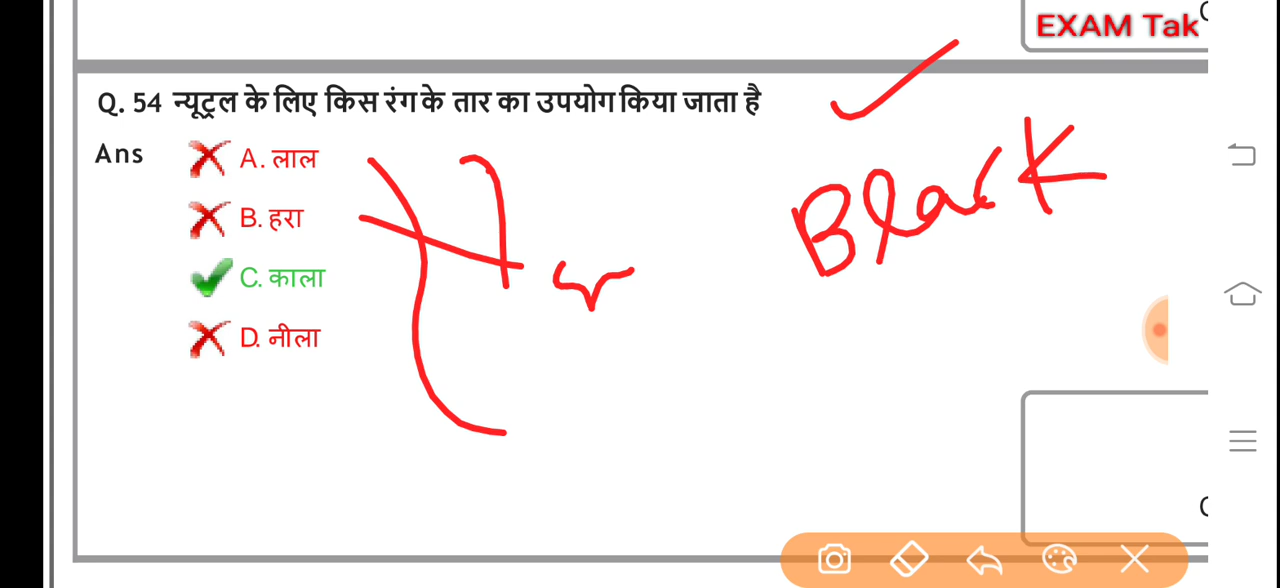 EXAM Tak
Q. 54 न्यूट्रल के लिए किस रंग के तार का उपयोग किया जाता है
Ans A. लाल
B. हरा
C. काला
D. नीला
Black